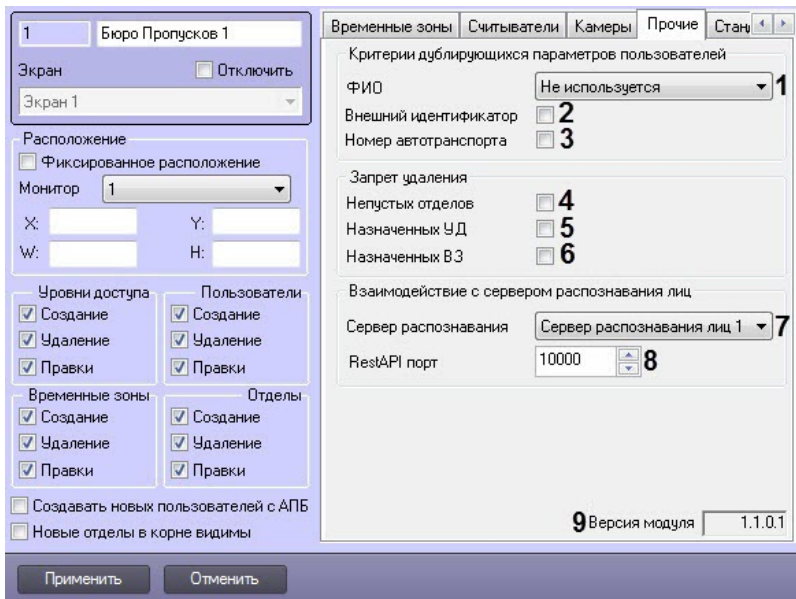 1
Бюро Пропусков 1
Экран
Отключить
Экран 1
Расположение
Фиксированное расположение
Монитор
1
X:
Y:
W:
H:
Уровни доступа
Создание
Удаление
Правки
Пользователи
Создание
Удаление
Правки
Временные зоны
Создание
Удаление
Правки
Отделы
Создание
Удаление
Правки
Создавать новых пользователей с АПБ
Новые отделы в корне видимы
Временные зоны
Считыватели
Камеры
Прочие
Критерии дублирующихся параметров пользователей
ФИО Не используется 1
Внешний идентификатор 2
Номер автотранспорта 3
Запрет удаления
Непустых отделов 4
Назначенных УД 5
Назначенных ВЗ 6
Взаимодействие с сервером распознавания лиц
Сервер распознавания Сервер распознавания лиц 1 7
RestAPI порт 10000 8
9 Версия модуля 1.1.0.1
Применить
Отменить